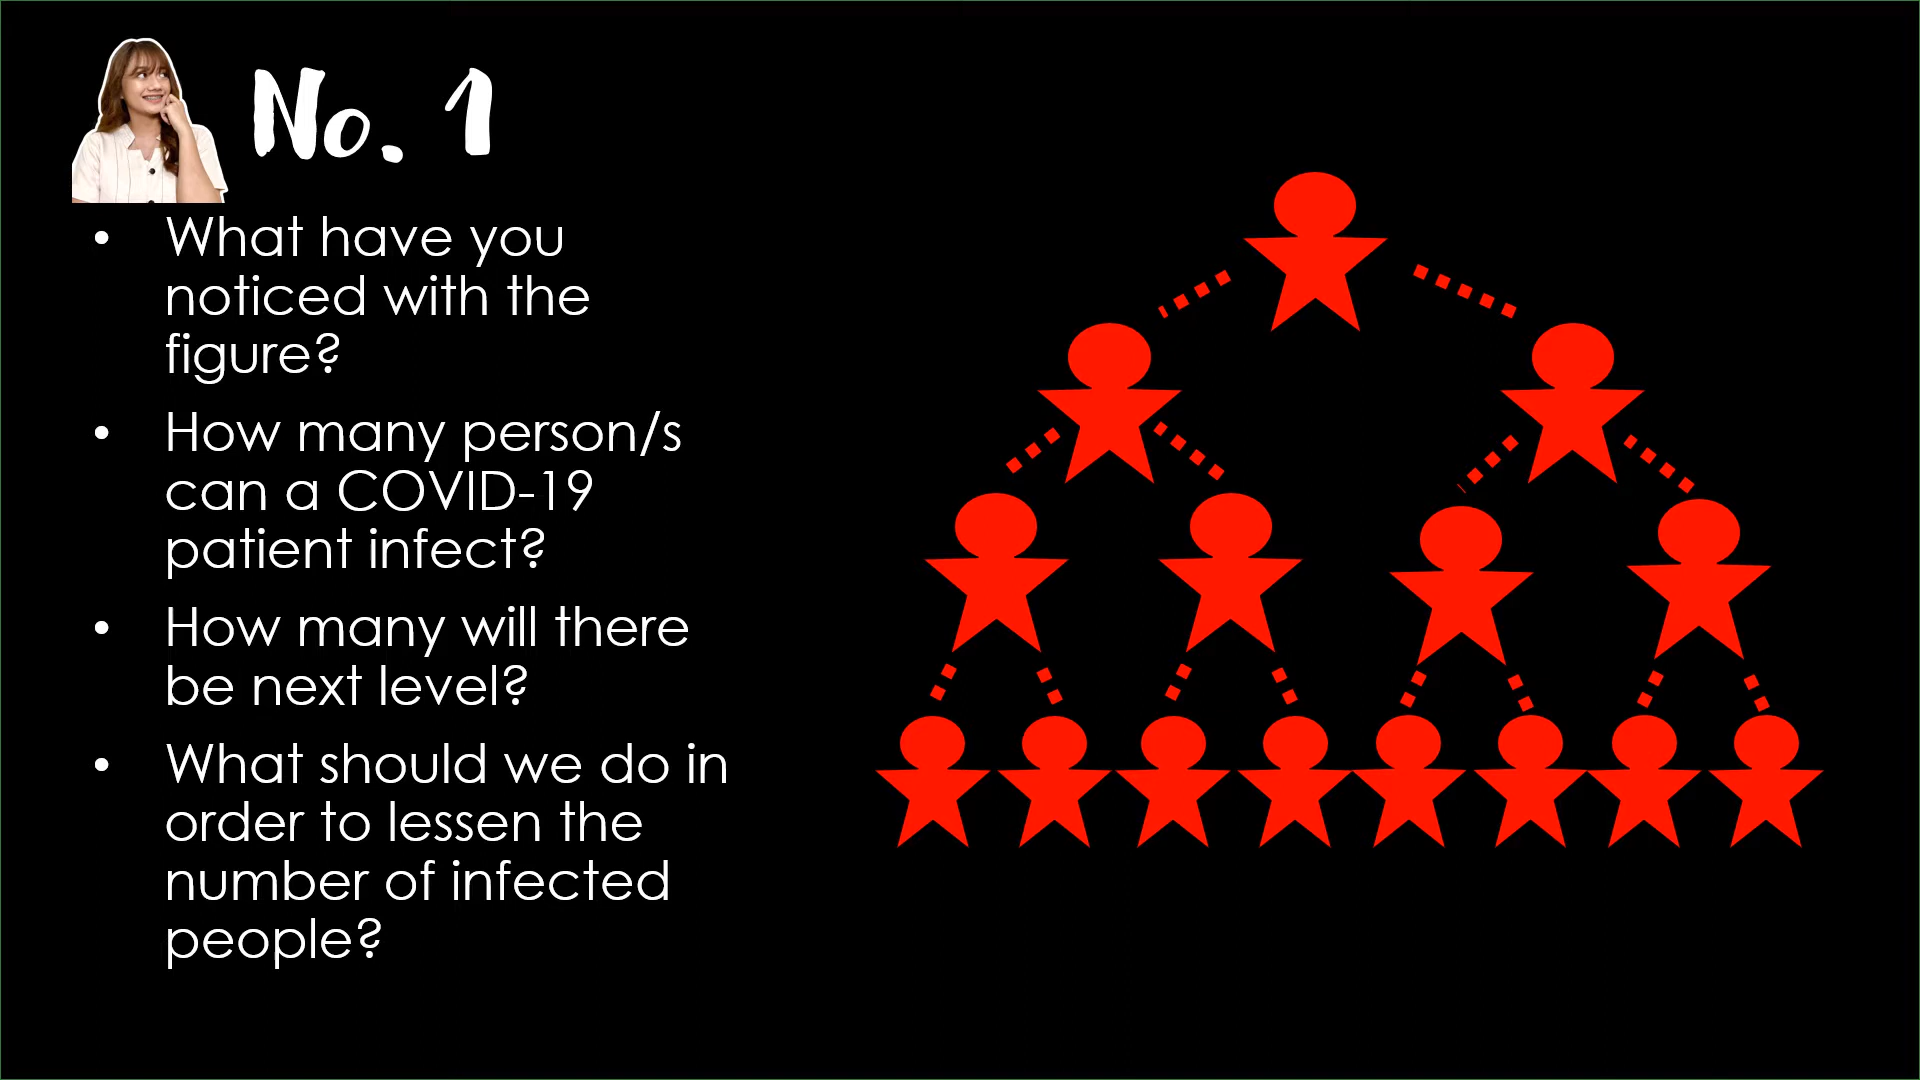 No. 1
• What have you
noticed with the
figure?
• How many person/s
can a COVID-19
patient infect?
• How many will there
be next level?
• What should we do in
order to lessen the
number of infected
people?